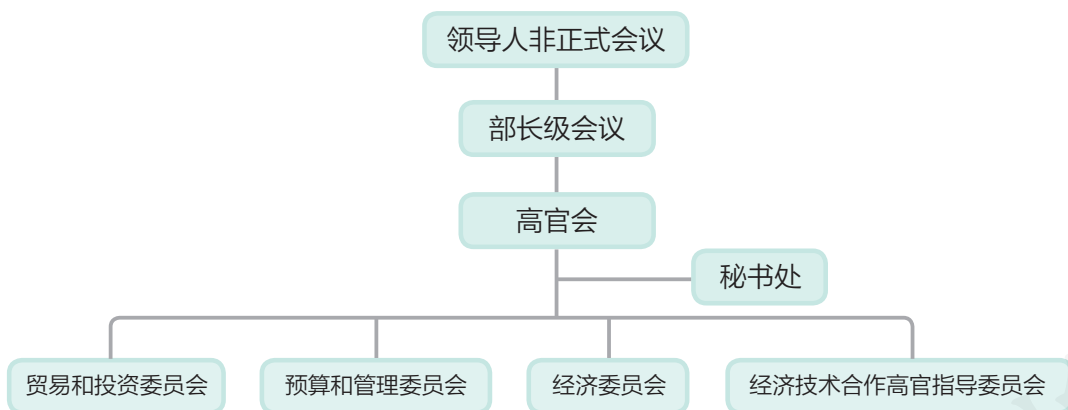 领导人非正式会议
部长级会议
高官会
秘书处
贸易和投资委员会
预算和管理委员会
经济委员会
经济技术合作高官指导委员会